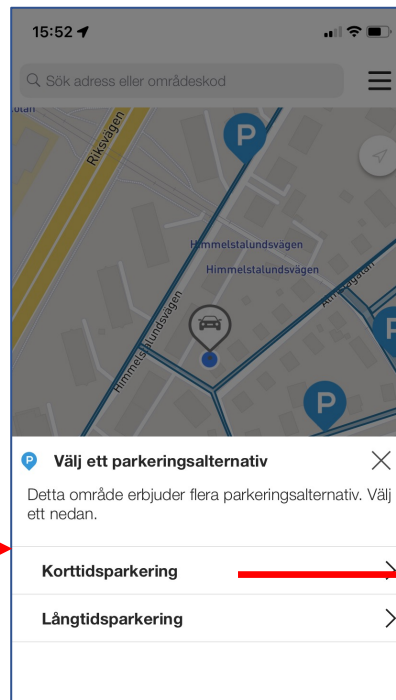 15:52
Sök adress eller områdeskod
Riksvägen
P
Himmelstalundsvägen
Himmelstalundsvägen
Himmelstalundsvägen
P
P
Välj ett parkeringsalternativ
Detta område erbjuder flera parkeringsalternativ. Välj
ett nedan.
Korttidsparkering
Långtidsparkering